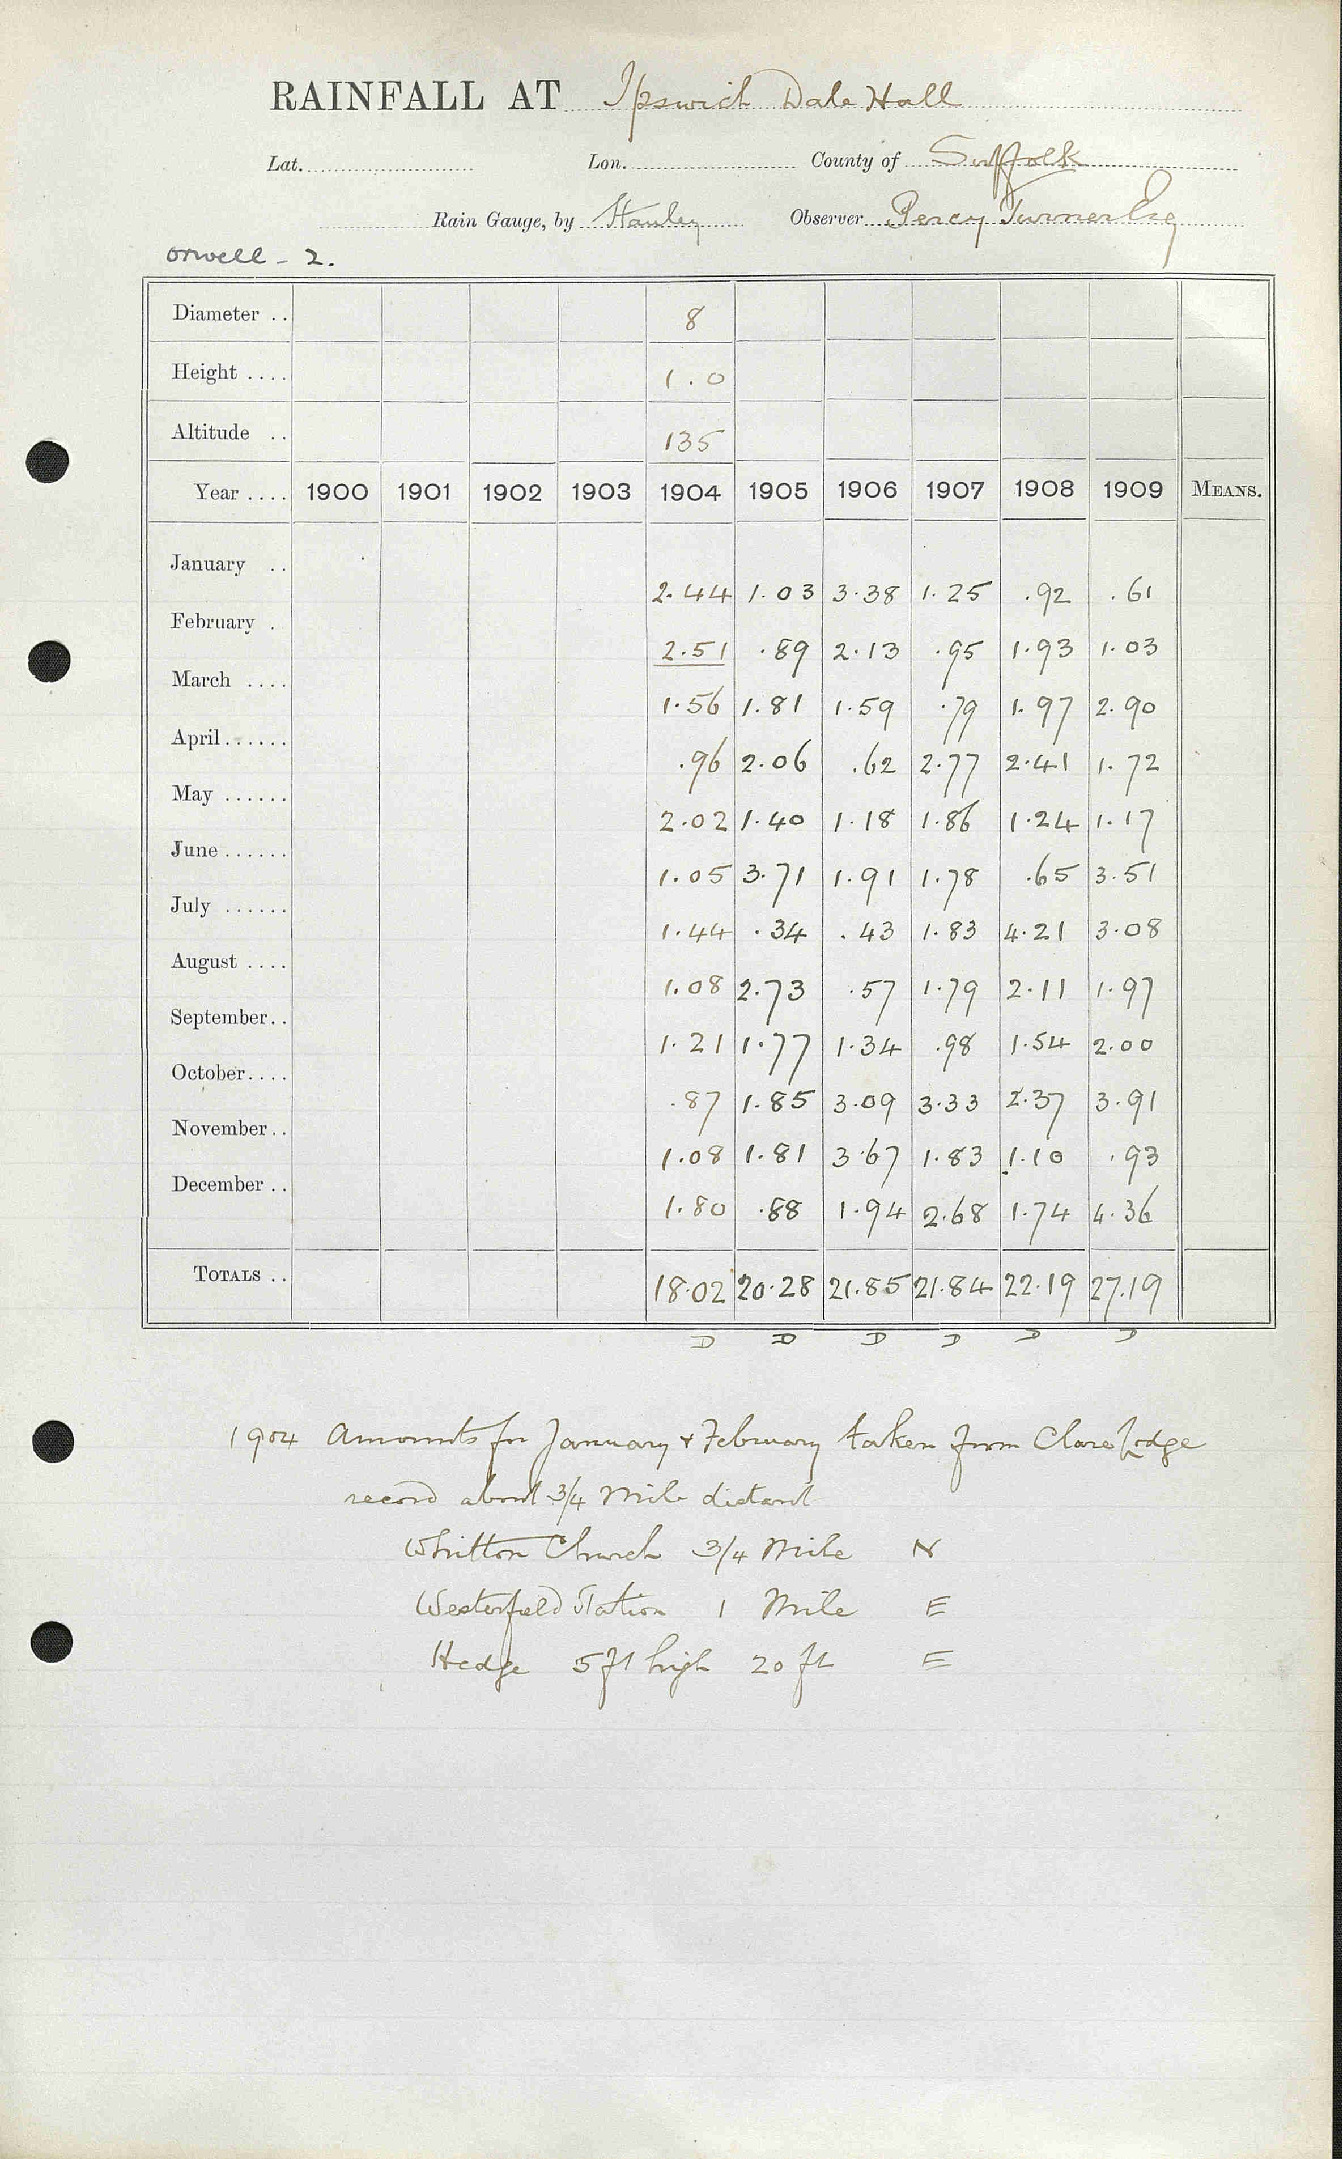 RAINFALL AT Ipswich Dale Hall
Lat. Lon. County of Suffolk
Rain Gauge, by Stanley Observer Percy Turner Esq
Orwell - 2.
Diameter .. 8
Height .... 1.0
Altitude .. 135
Year .... 1900 1901 1902 1903 1904 1905 1906 1907 1908 1909 MEANS.
January .. 2.44 1.03 3.38 1.25 .92 .61
February . 2.51 .89 2.13 .95 1.93 1.03
March .... 1.56 1.81 1.59 .79 1.97 2.90
April...... .96 2.06 .62 2.77 2.41 1.72
May ...... 2.02 1.40 1.18 1.86 1.24 1.17
June ...... 1.05 3.71 1.91 1.78 .65 3.51
July ...... 1.44 .34 .43 1.83 4.21 3.08
August .... 1.08 2.73 .57 1.79 2.11 1.97
September.. 1.21 1.77 1.34 .98 1.54 2.00
October.... .87 1.85 3.09 3.33 2.37 3.91
November.. 1.08 1.81 3.67 1.83 1.10 .93
December .. 1.80 .88 1.94 2.68 1.74 4.36
TOTALS .. 18.02 20.28 21.85 21.84 22.19 27.19
D D D D D D
1904 Amounts for January & February taken from Clare Lodge
record about 3/4 mile distant
Whitton Church 3/4 Mile N
Westerfield Station 1 Mile E
Hedge 5 ft high 20 ft E